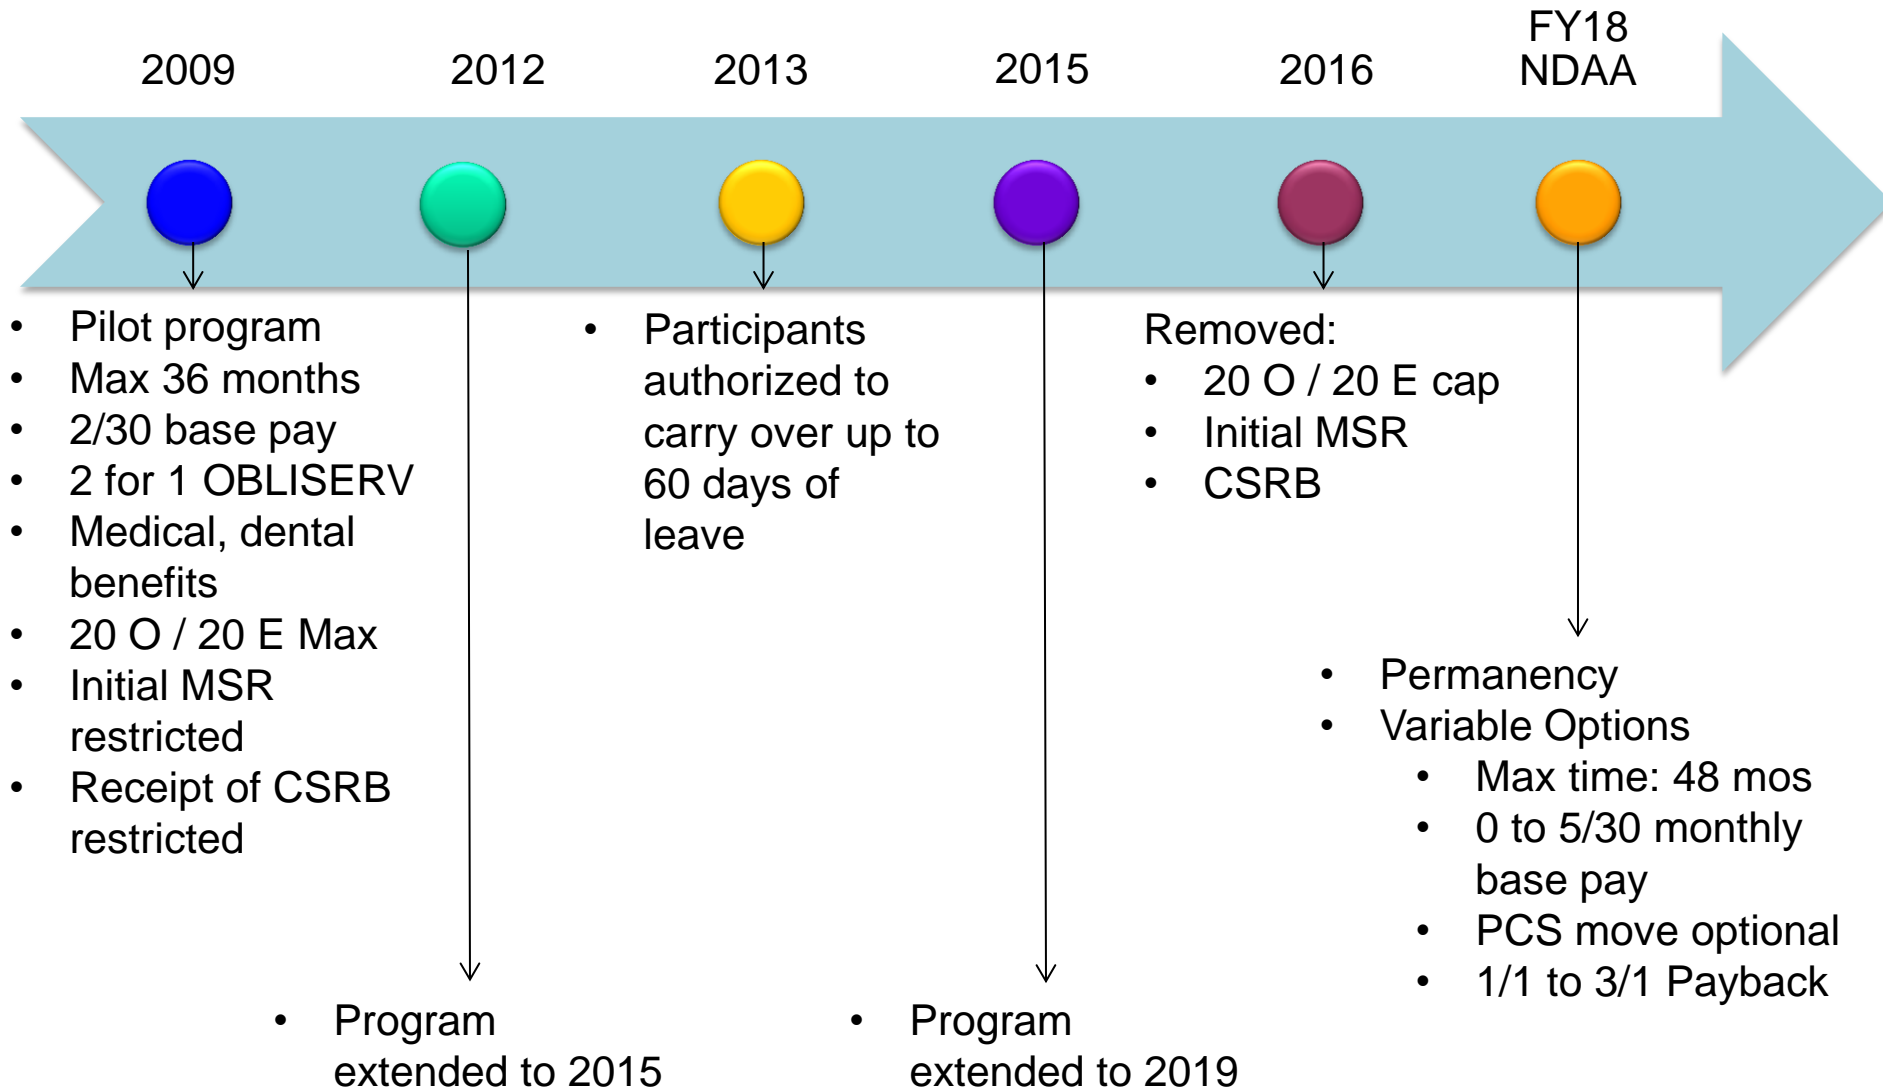 2009
2012
2013
2015
2016
FY18
NDAA
• Pilot program
• Max 36 months
• 2/30 base pay
• 2 for 1 OBLISERV
• Medical, dental
benefits
• 20 O / 20 E Max
• Initial MSR
restricted
• Receipt of CSRB
restricted
• Program
extended to 2015
• Participants
authorized to
carry over up to
60 days of
leave
• Program
extended to 2019
Removed:
• 20 O / 20 E cap
• Initial MSR
• CSRB
• Permanency
• Variable Options
• Max time: 48 mos
• 0 to 5/30 monthly
base pay
• PCS move optional
• 1/1 to 3/1 Payback